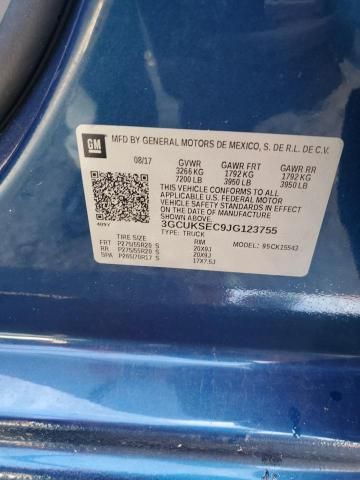 GM
MFD BY GENERAL MOTORS DE MEXICO, S. DE R.L. DE C.V.
08/17 GVWR GAWR FRT GAWR RR
3266 KG 1792 KG 1792 KG
7200 LB 3950 LB 3950 LB
THIS VEHICLE CONFORMS TO ALL
APPLICABLE U.S. FEDERAL MOTOR
VEHICLE SAFETY STANDARDS IN
EFFECT ON THE DATE OF
MANUFACTURE SHOWN ABOVE.
3GCUKSEC9JG123755
TYPE: TRUCK
TIRE SIZE RIM MODEL: 95CK15543
FRT P275/55R20 S 20X9J
RR P275/55R20 S 20X9J
SPA P265/70R17 S 17X7.5J